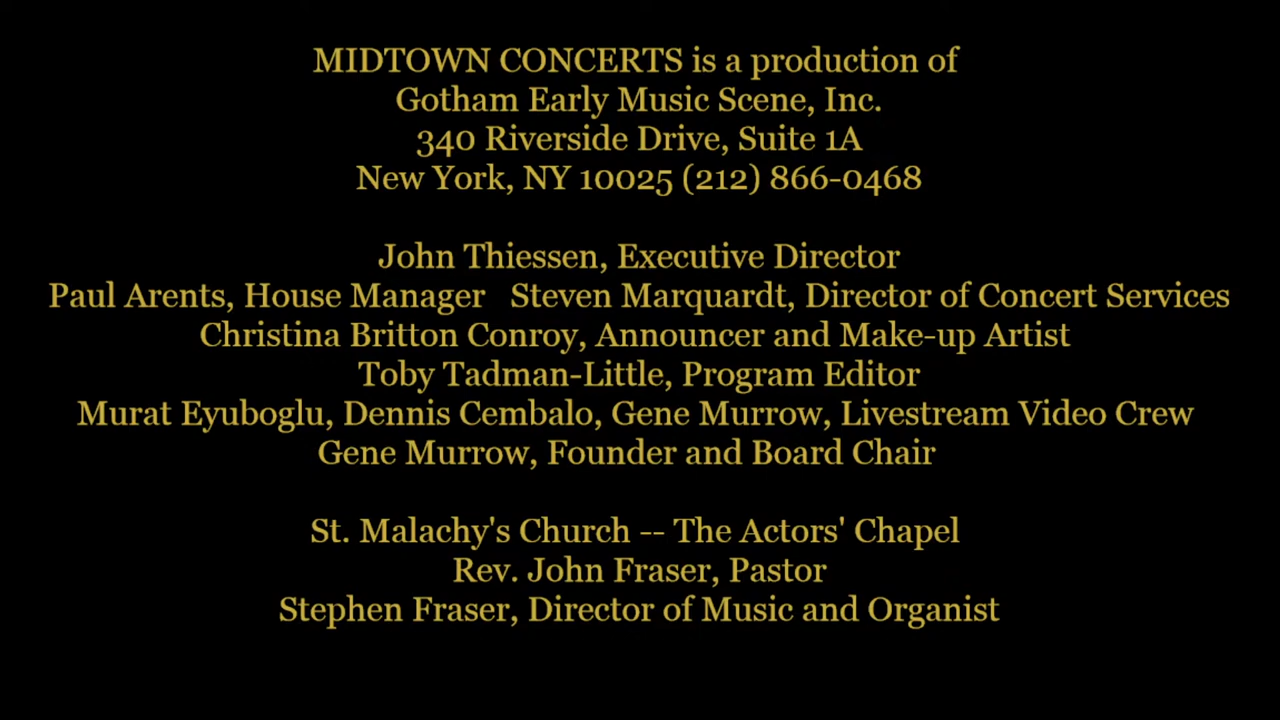 MIDTOWN CONCERTS is a production of
Gotham Early Music Scene, Inc.
340 Riverside Drive, Suite 1A
New York, NY 10025 (212) 866-0468
John Thiessen, Executive Director
Paul Arents, House Manager   Steven Marquardt, Director of Concert Services
Christina Britton Conroy, Announcer and Make-up Artist
Toby Tadman-Little, Program Editor
Murat Eyuboglu, Dennis Cembalo, Gene Murrow, Livestream Video Crew
Gene Murrow, Founder and Board Chair
St. Malachy's Church -- The Actors' Chapel
Rev. John Fraser, Pastor
Stephen Fraser, Director of Music and Organist